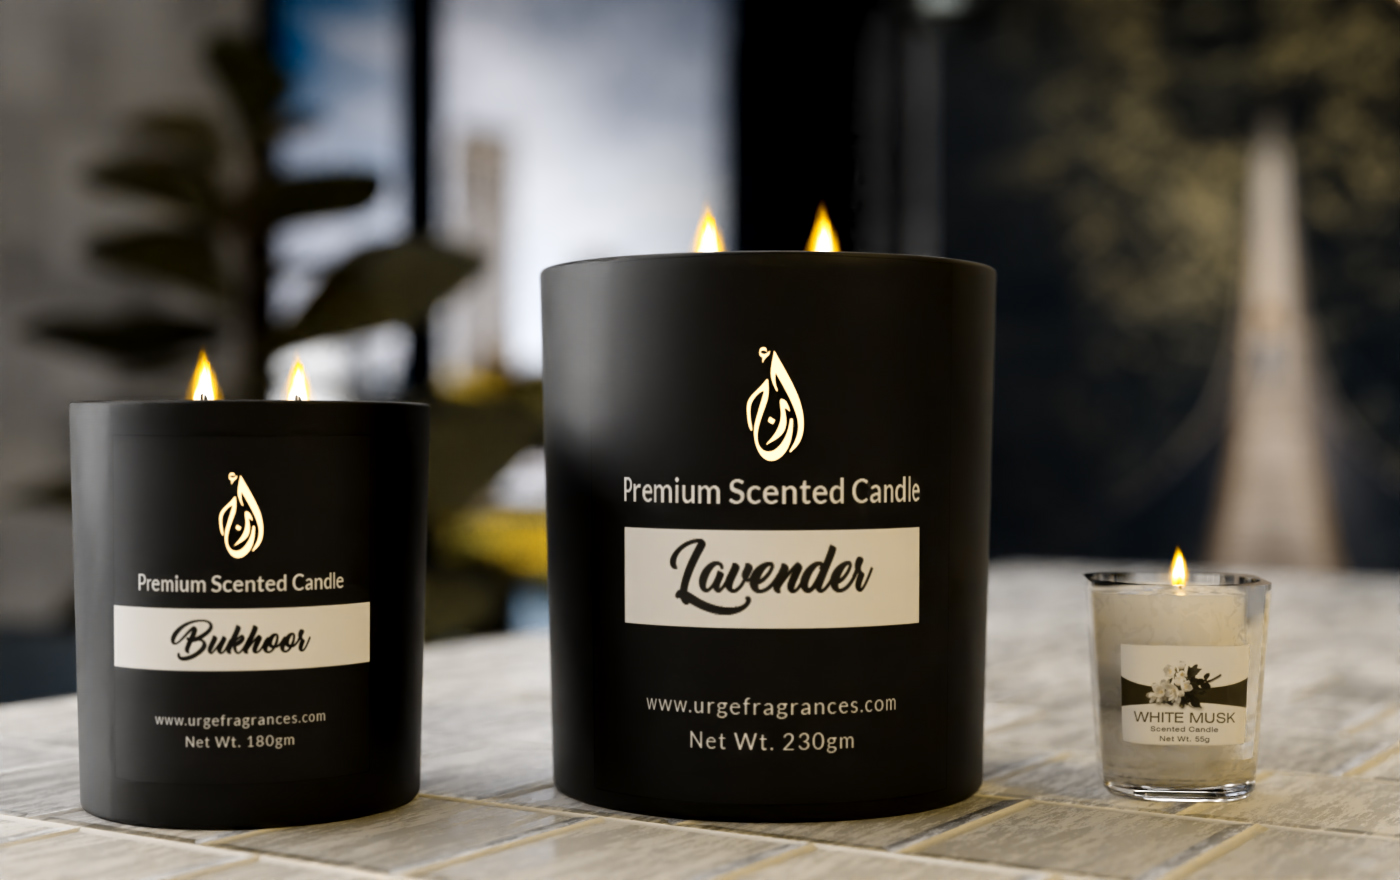 Premium Scented Candle
Bukhoor
www.urgefragrances.com
Net Wt. 180gm
Premium Scented Candle
Lavender
www.urgefragrances.com
Net Wt. 230gm
WHITE MUSK
Scented Candle
Net Wt. 55g